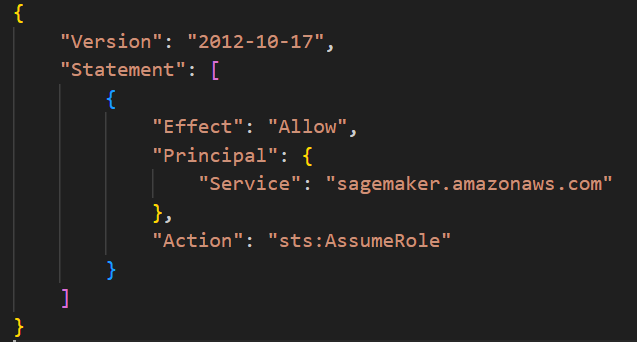 {
"Version": "2012-10-17",
"Statement": [
{
"Effect": "Allow",
"Principal": {
"Service": "sagemaker.amazonaws.com"
},
"Action": "sts:AssumeRole"
}
]
}